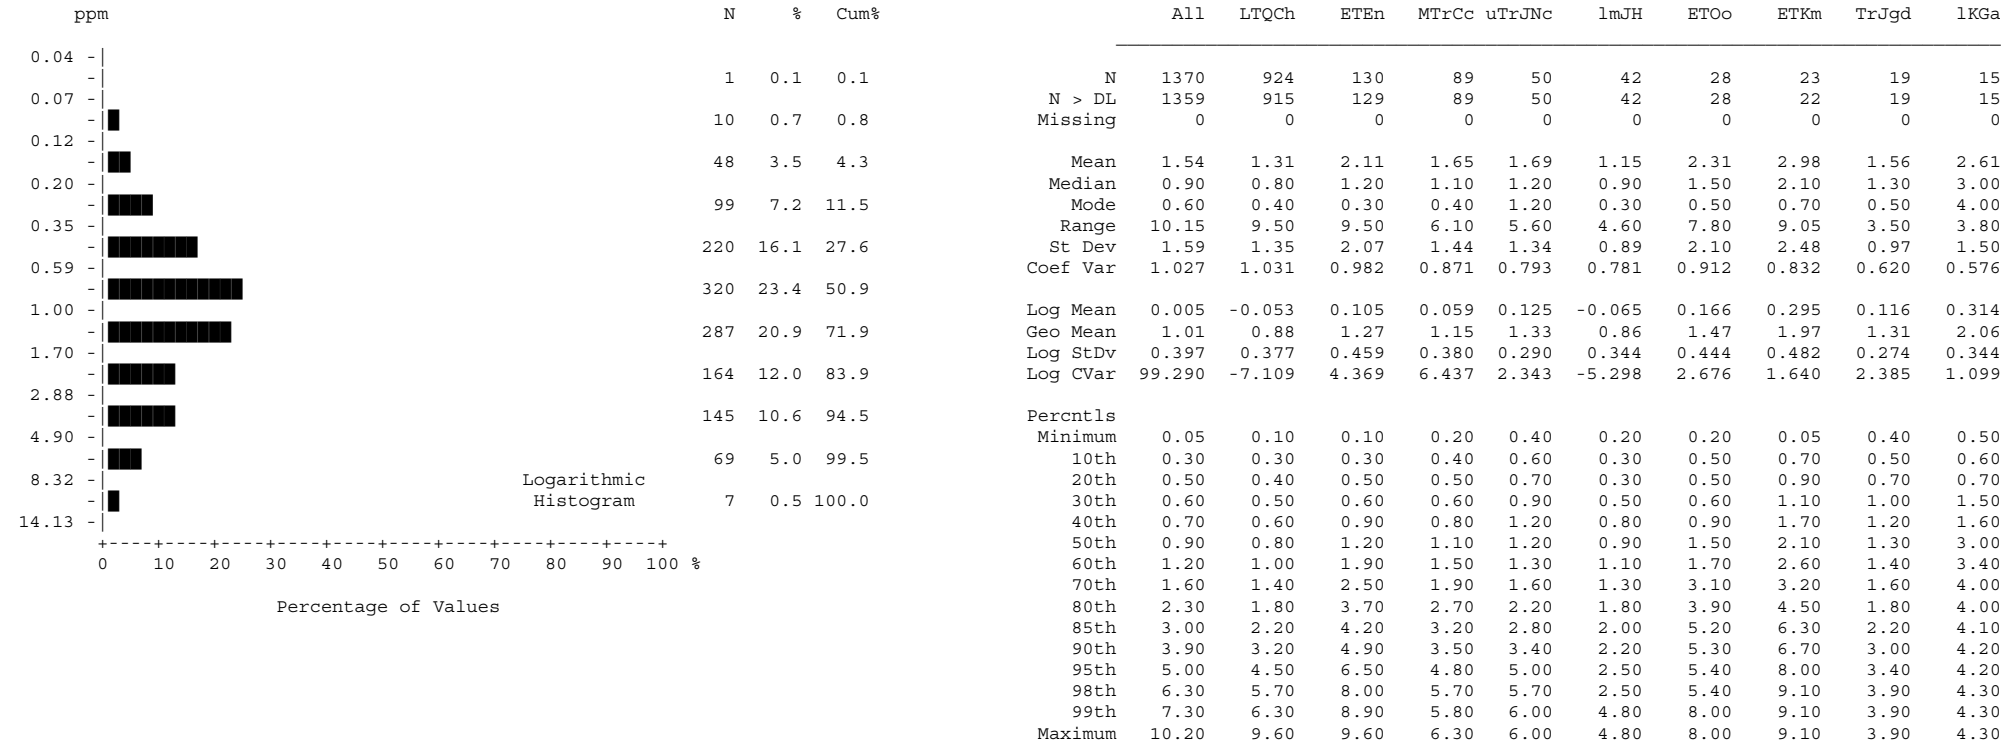 ppm N % Cum% All LTQCh ETEn MTrCc uTrJNc lmJH ETOo ETKm TrJgd lKGa
0.04 -|
-| 1 0.1 0.1 N 1370 924 130 89 50 42 28 23 19 15
0.07 -| N > DL 1359 915 129 89 50 42 28 22 19 15
-| 10 0.7 0.8 Missing 0 0 0 0 0 0 0 0 0 0
0.12 -|
-| 48 3.5 4.3 Mean 1.54 1.31 2.11 1.65 1.69 1.15 2.31 2.98 1.56 2.61
0.20 -| Median 0.90 0.80 1.20 1.10 1.20 0.90 1.50 2.10 1.30 3.00
-| 99 7.2 11.5 Mode 0.60 0.40 0.30 0.40 1.20 0.30 0.50 0.70 0.50 4.00
0.35 -| Range 10.15 9.50 9.50 6.10 5.60 4.60 7.80 9.05 3.50 3.80
-| 220 16.1 27.6 St Dev 1.59 1.35 2.07 1.44 1.34 0.89 2.10 2.48 0.97 1.50
0.59 -| Coef Var 1.027 1.031 0.982 0.871 0.793 0.781 0.912 0.832 0.620 0.576
-| 320 23.4 50.9
1.00 -| Log Mean 0.005 -0.053 0.105 0.059 0.125 -0.065 0.166 0.295 0.116 0.314
-| 287 20.9 71.9 Geo Mean 1.01 0.88 1.27 1.15 1.33 0.86 1.47 1.97 1.31 2.06
1.70 -| Log StDv 0.397 0.377 0.459 0.380 0.290 0.344 0.444 0.482 0.274 0.344
-| 164 12.0 83.9 Log CVar 99.290 -7.109 4.369 6.437 2.343 -5.298 2.676 1.640 2.385 1.099
2.88 -|
-| 145 10.6 94.5 Percntls
4.90 -| Minimum 0.05 0.10 0.10 0.20 0.40 0.20 0.20 0.05 0.40 0.50
-| 69 5.0 99.5 10th 0.30 0.30 0.30 0.40 0.60 0.30 0.50 0.70 0.50 0.60
8.32 -| Logarithmic 20th 0.50 0.40 0.50 0.50 0.70 0.30 0.50 0.90 0.70 0.70
-| Histogram 7 0.5 100.0 30th 0.60 0.50 0.60 0.60 0.90 0.50 0.60 1.10 1.00 1.50
14.13 -| 40th 0.70 0.60 0.90 0.80 1.20 0.80 0.90 1.70 1.20 1.60
+----+----+----+----+----+----+----+----+----+----+ 50th 0.90 0.80 1.20 1.10 1.20 0.90 1.50 2.10 1.30 3.00
0 10 20 30 40 50 60 70 80 90 100 % 60th 1.20 1.00 1.90 1.50 1.30 1.10 1.70 2.60 1.40 3.40
70th 1.60 1.40 2.50 1.90 1.60 1.30 3.10 3.20 1.60 4.00
Percentage of Values 80th 2.30 1.80 3.70 2.70 2.20 1.80 3.90 4.50 1.80 4.00
85th 3.00 2.20 4.20 3.20 2.80 2.00 5.20 6.30 2.20 4.10
90th 3.90 3.20 4.90 3.50 3.40 2.20 5.30 6.70 3.00 4.20
95th 5.00 4.50 6.50 4.80 5.00 2.50 5.40 8.00 3.40 4.20
98th 6.30 5.70 8.00 5.70 5.70 2.50 5.40 9.10 3.90 4.30
99th 7.30 6.30 8.90 5.80 6.00 4.80 8.00 9.10 3.90 4.30
Maximum 10.20 9.60 9.60 6.30 6.00 4.80 8.00 9.10 3.90 4.30